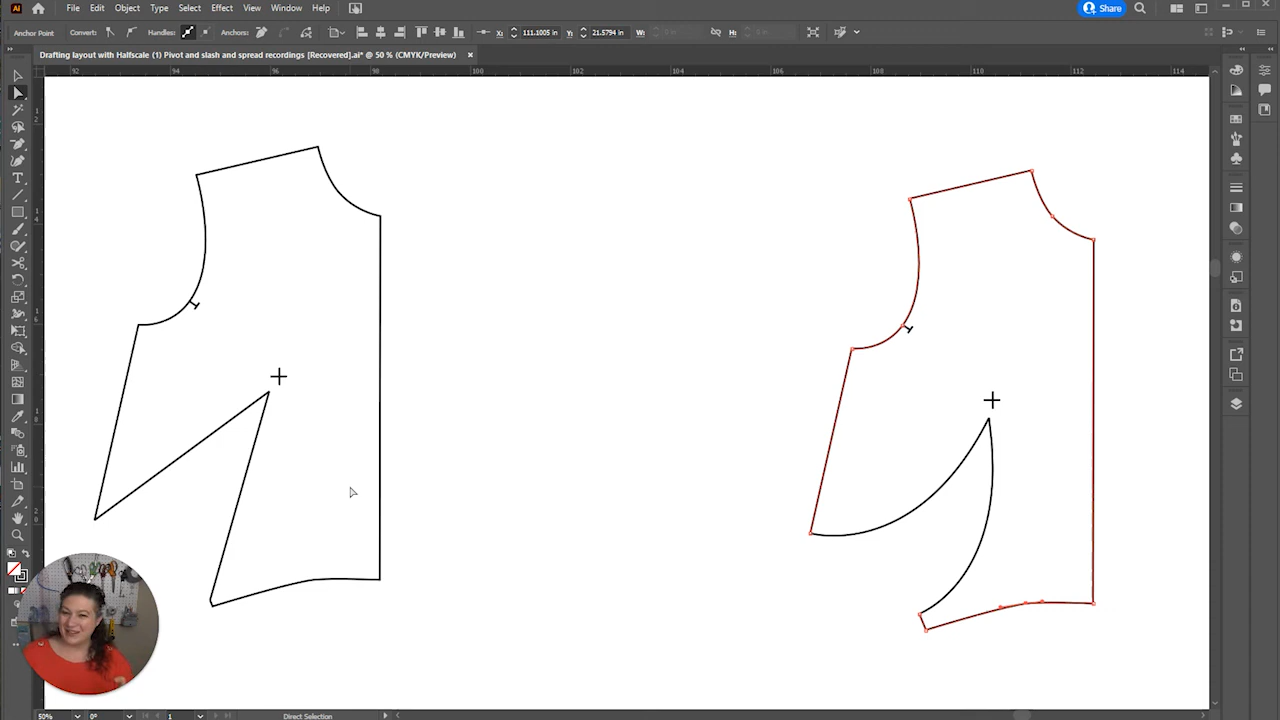 Ai File Edit Object Type Select Effect View Window Help Share
Anchor Point Convert: Handles: Anchors: X: 111.1005 in Y: 21.5794 in W: H:
Drafting layout with Halfscale (1) Pivot and slash and spread recordings [Recovered].ai* @ 50 % (CMYK/Preview) ×
92 94 96 98 100 102 104 106 108 110 112 114
50% 0° 1 Direct Selection